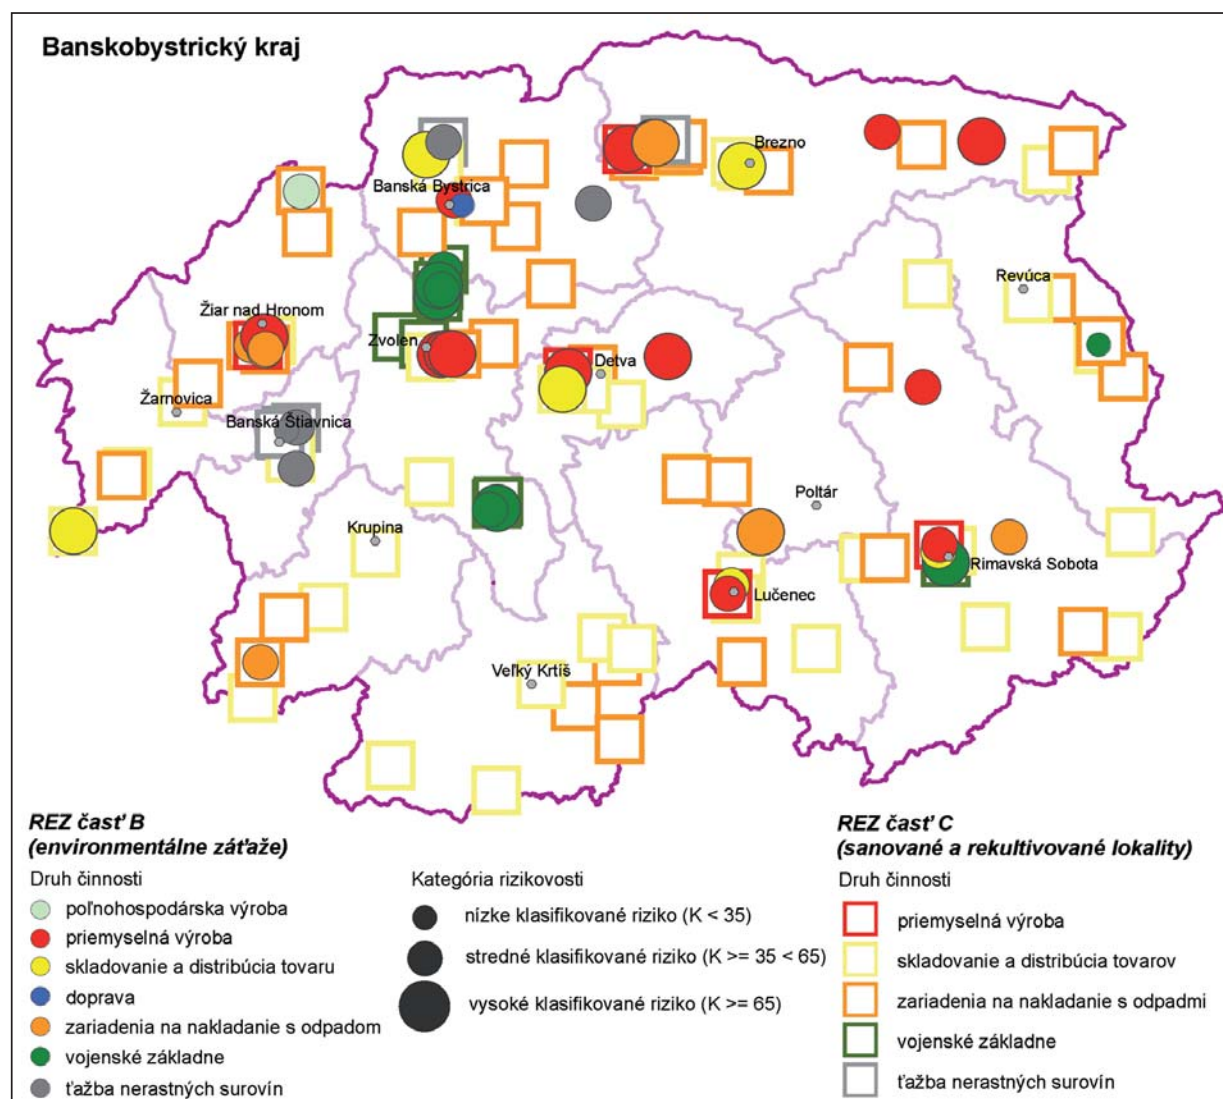 Banskobystrický kraj
Brezno
Banská Bystrica
Revúca
Žiar nad Hronom
Zvolen
Detva
Žarnovica
Banská Štiavnica
Poltár
Krupina
Rimavská Sobota
Lučenec
Veľký Krtíš
REZ časť B
(environmentálne záťaže)
Druh činnosti
poľnohospodárska výroba
priemyselná výroba
skladovanie a distribúcia tovaru
doprava
zariadenia na nakladanie s odpadom
vojenské základne
ťažba nerastných surovín
Kategória rizikovosti
nízke klasifikované riziko (K < 35)
stredné klasifikované riziko (K >= 35 < 65)
vysoké klasifikované riziko (K >= 65)
REZ časť C
(sanované a rekultivované lokality)
Druh činnosti
priemyselná výroba
skladovanie a distribúcia tovarov
zariadenia na nakladanie s odpadmi
vojenské základne
ťažba nerastných surovín